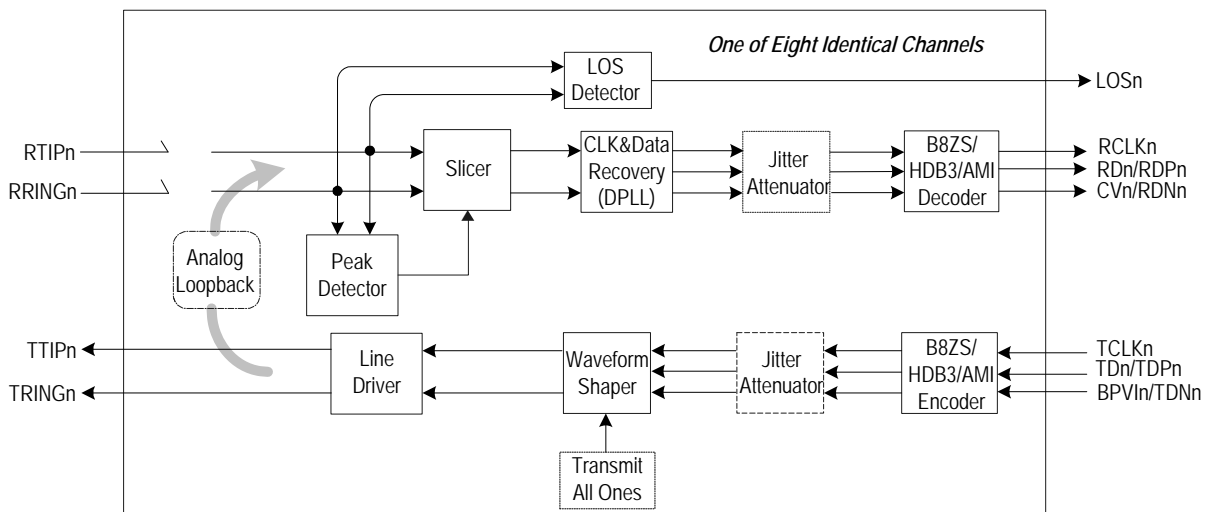 One of Eight Identical Channels
LOS
Detector
LOSn
RTIPn
RRINGn
Slicer
CLK&Data
Recovery
(DPLL)
Jitter
Attenuator
B8ZS/
HDB3/AMI
Decoder
RCLKn
RDn/RDPn
CVn/RDNn
Analog
Loopback
Peak
Detector
TTIPn
TRINGn
Line
Driver
Waveform
Shaper
Jitter
Attenuator
B8ZS/
HDB3/AMI
Encoder
TCLKn
TDn/TDPn
BPVIn/TDNn
Transmit
All Ones